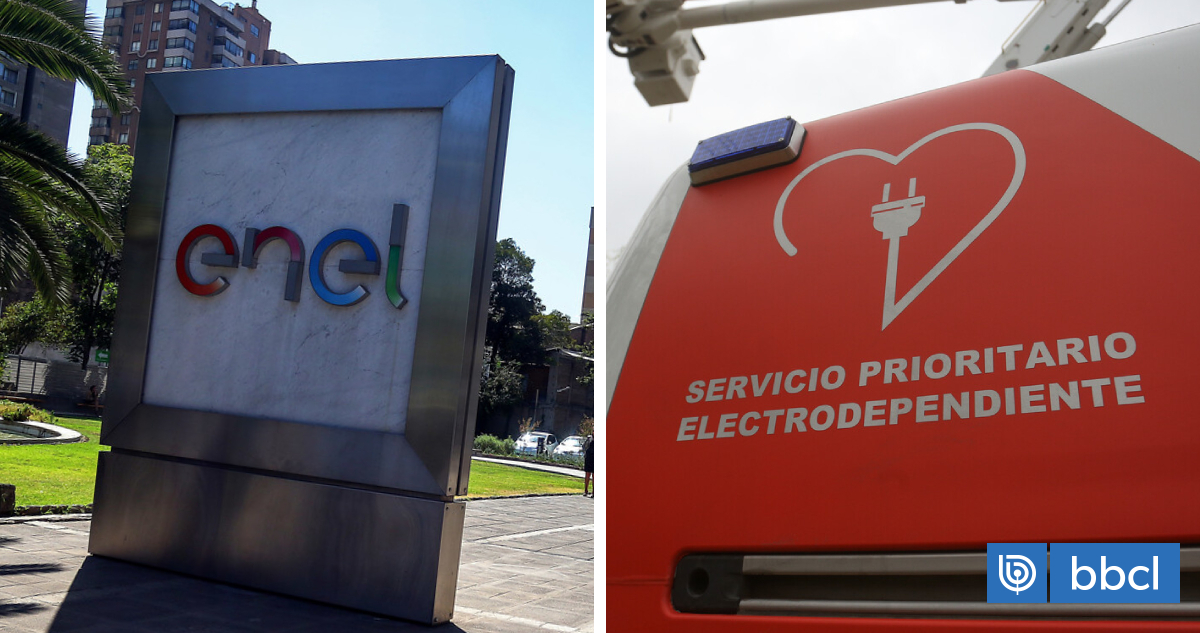 enel
SERVICIO PRIORITARIO
ELECTRODEPENDIENTE
bbcl